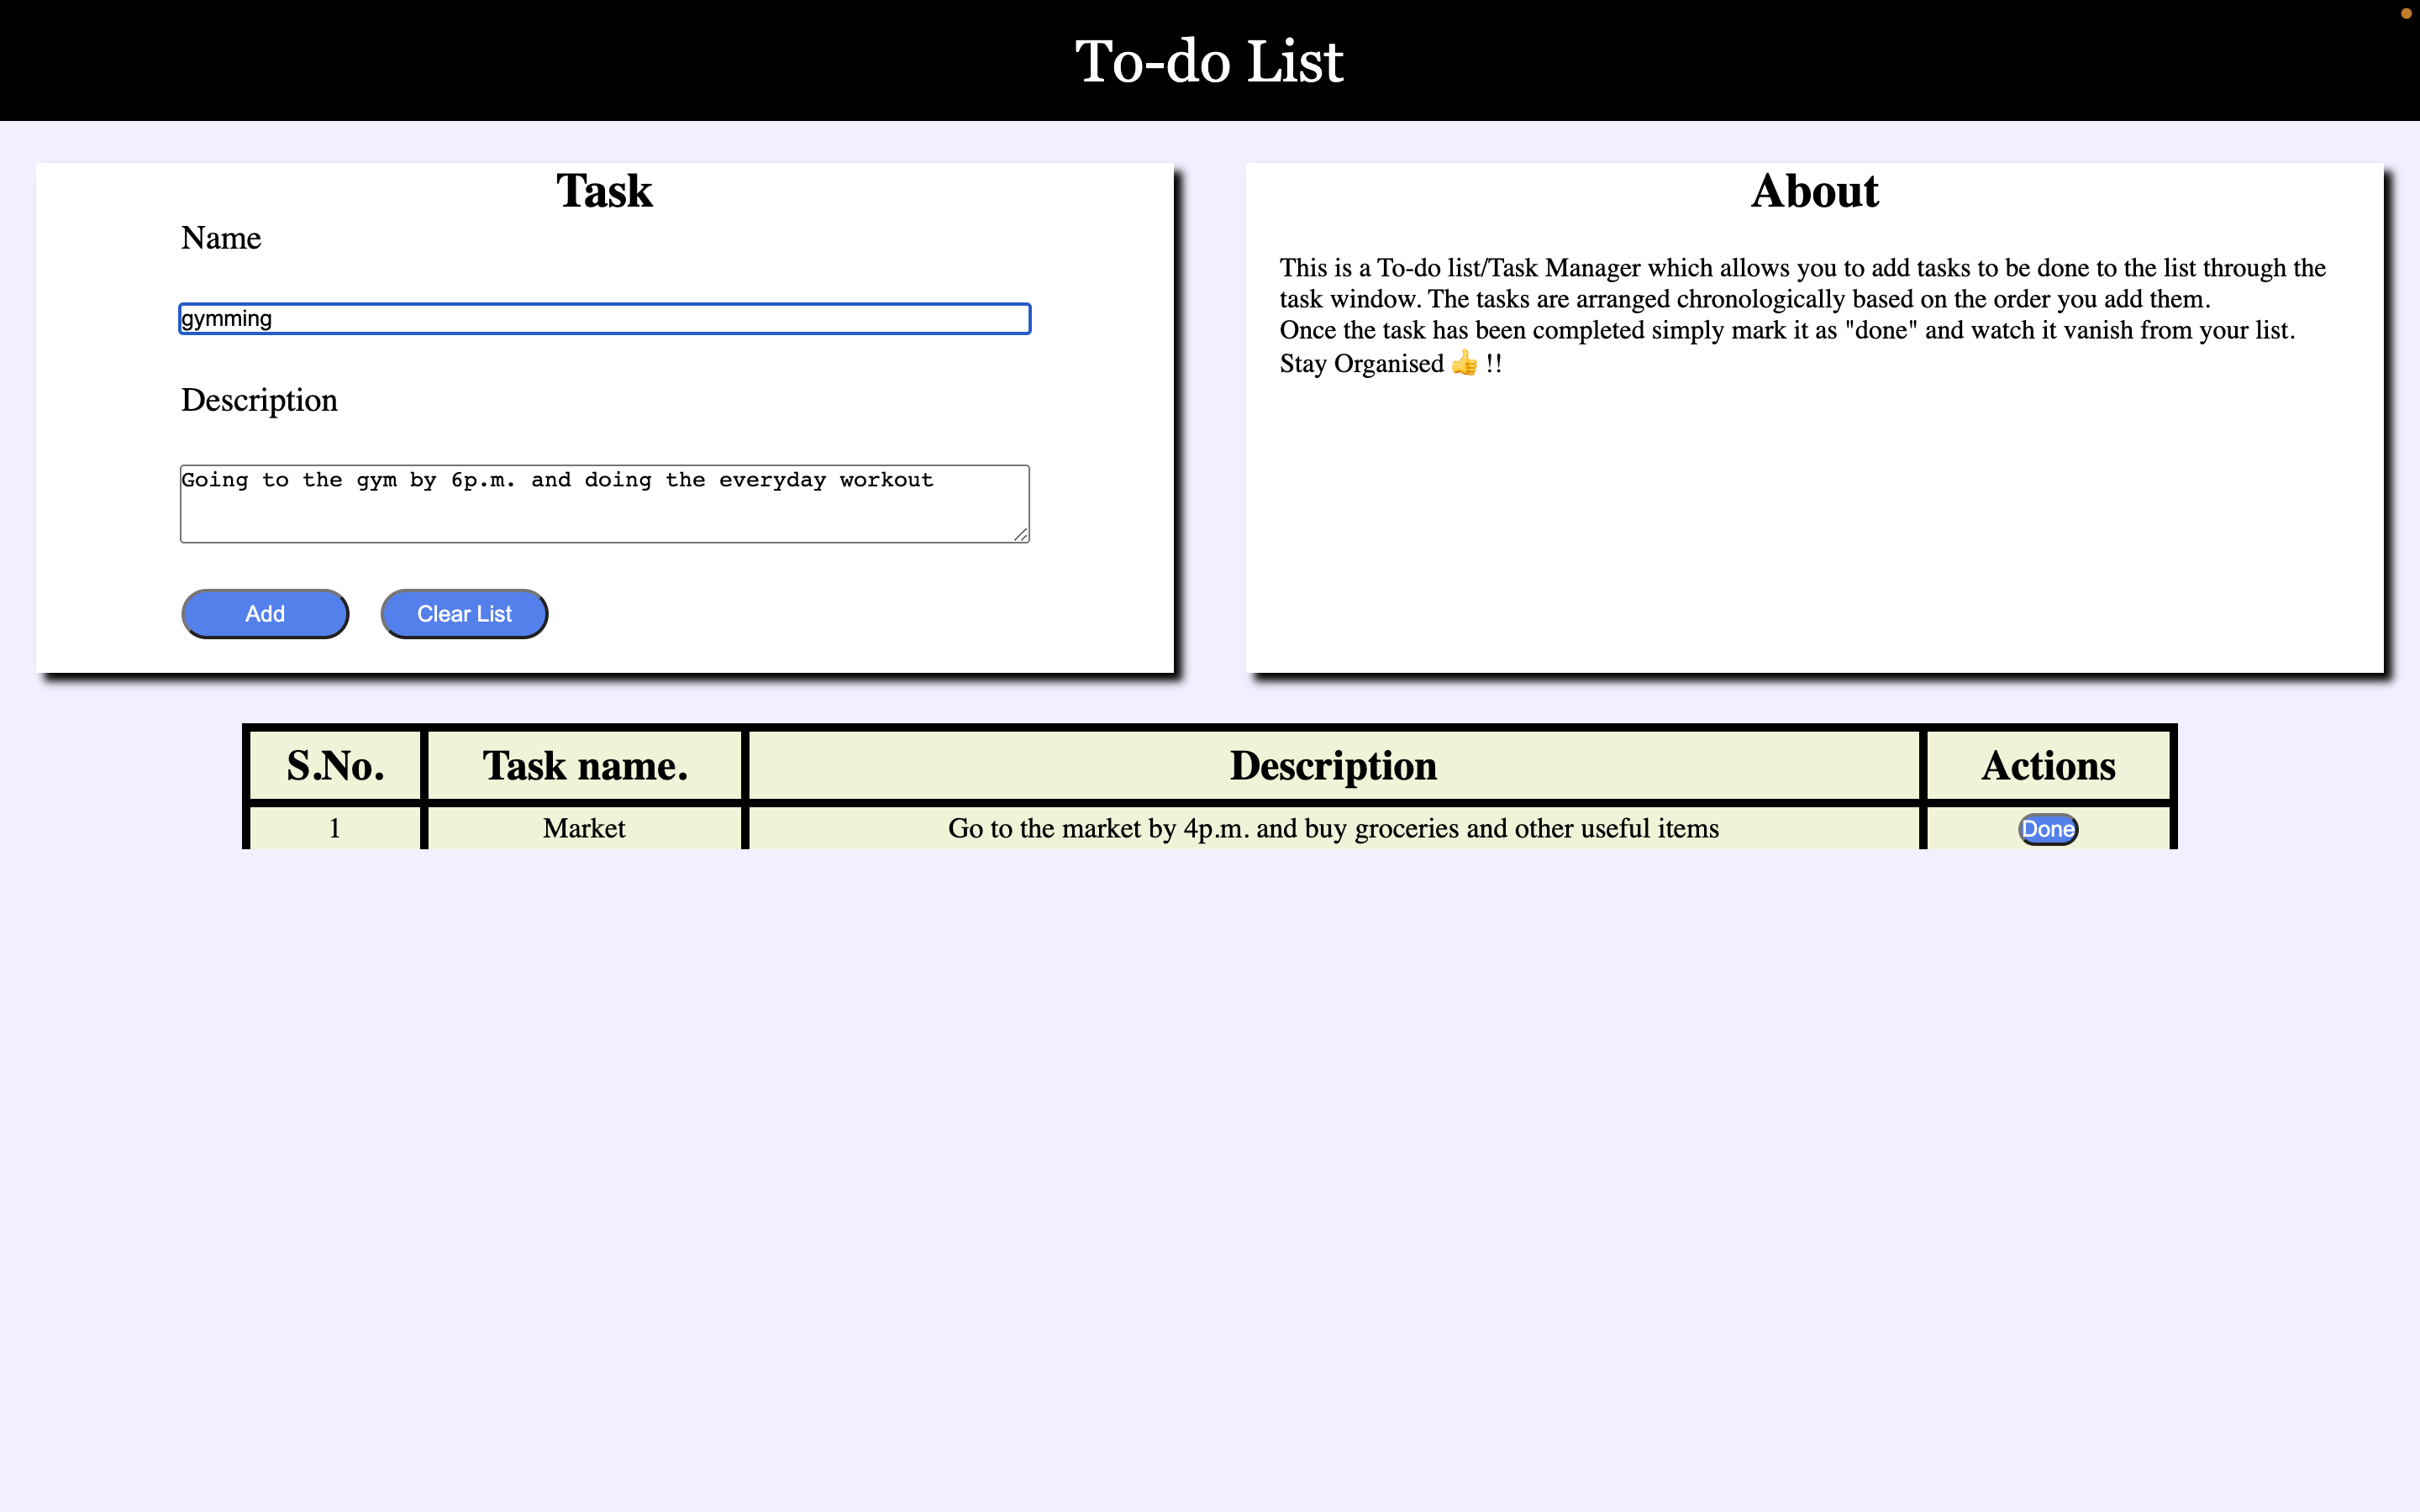 To-do List
Task
Name
gymming
Description
Going to the gym by 6p.m. and doing the everyday workout
Add
Clear List
About
This is a To-do list/Task Manager which allows you to add tasks to be done to the list through the
task window. The tasks are arranged chronologically based on the order you add them.
Once the task has been completed simply mark it as "done" and watch it vanish from your list.
Stay Organised 👍 !!
S.No. Task name. Description Actions
1 Market Go to the market by 4p.m. and buy groceries and other useful items Done